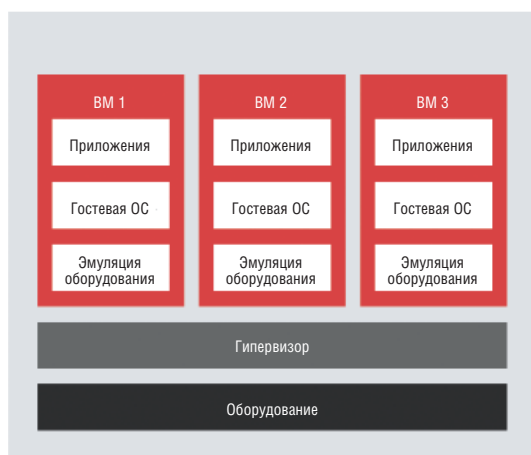 ВМ 1
ВМ 2
ВМ 3
Приложения
Приложения
Приложения
Гостевая ОС
Гостевая ОС
Гостевая ОС
Эмуляция
оборудования
Эмуляция
оборудования
Эмуляция
оборудования
Гипервизор
Оборудование